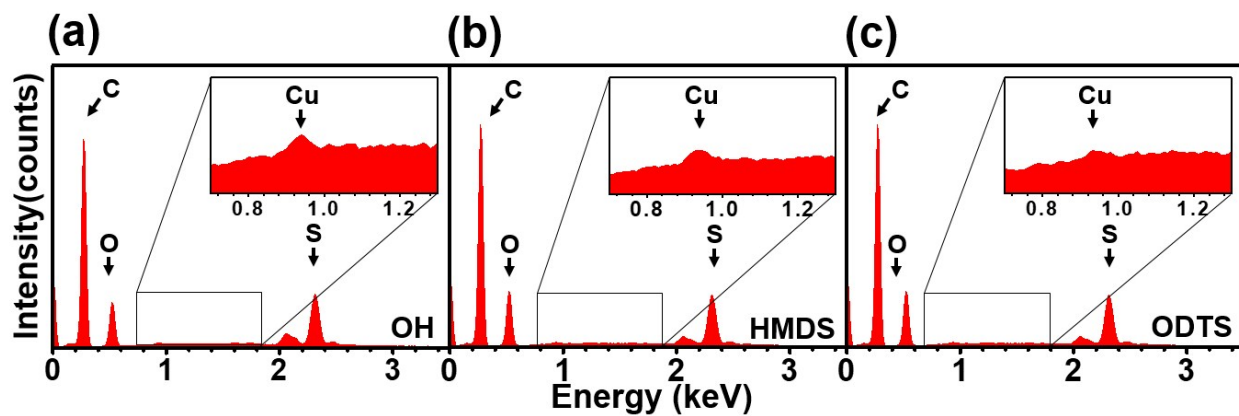 (a) (b) (c)
Intensity(counts)
C
O
Cu
0.8 1.0 1.2
S
OH
0 1 2 3
C
O
Cu
0.8 1.0 1.2
S
HMDS
0 1 2 3
C
O
Cu
0.8 1.0 1.2
S
ODTS
0 1 2 3
Energy (keV)